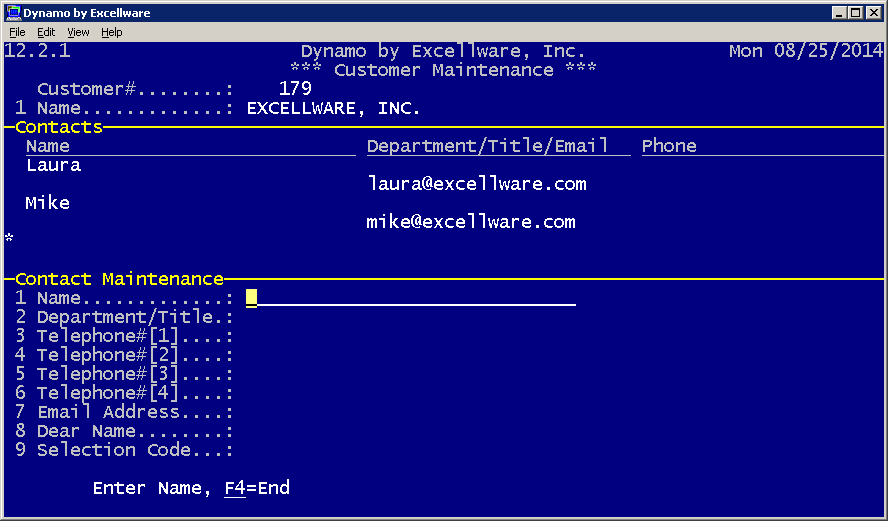 Dynamo by Excellware
File Edit View Help
12.2.1 Dynamo by Excellware, Inc. Mon 08/25/2014
*** Customer Maintenance ***
Customer#........: 179
1 Name.............: EXCELLWARE, INC.
Contacts
Name Department/Title/Email Phone
Laura
laura@excellware.com
Mike
mike@excellware.com
*
Contact Maintenance
1 Name.............:
2 Department/Title.:
3 Telephone#[1]....:
4 Telephone#[2]....:
5 Telephone#[3]....:
6 Telephone#[4]....:
7 Email Address....:
8 Dear Name........:
9 Selection Code...:
Enter Name, F4=End